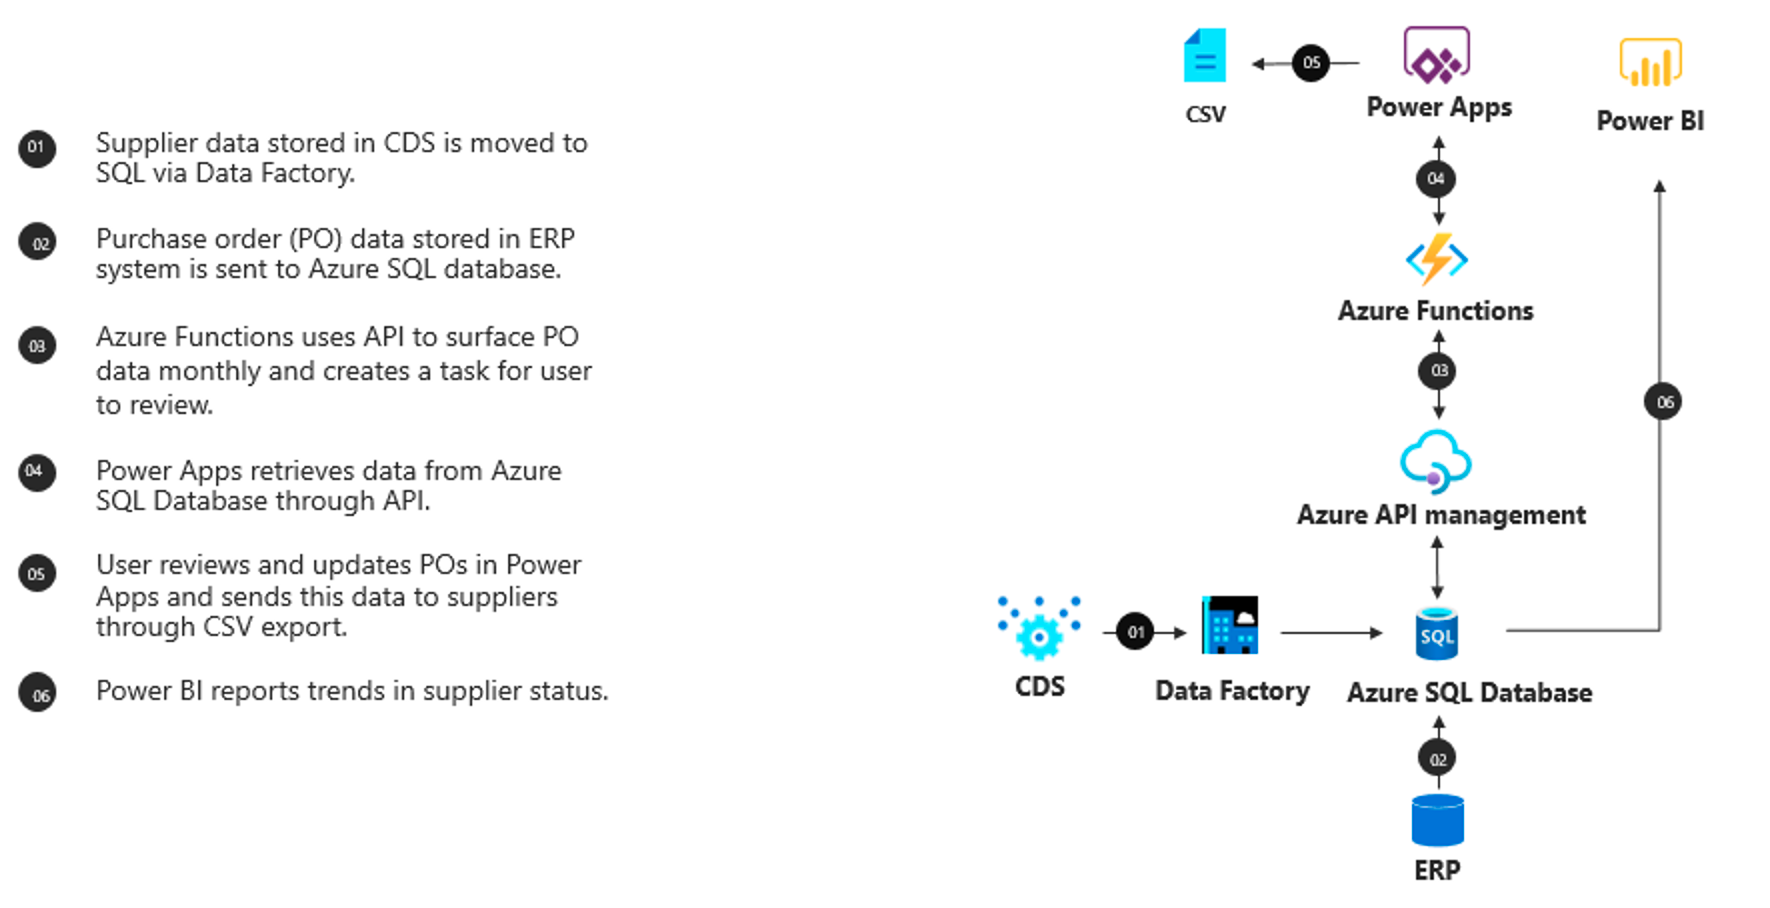 01 Supplier data stored in CDS is moved to
SQL via Data Factory.
02 Purchase order (PO) data stored in ERP
system is sent to Azure SQL database.
03 Azure Functions uses API to surface PO
data monthly and creates a task for user
to review.
04 Power Apps retrieves data from Azure
SQL Database through API.
05 User reviews and updates POs in Power
Apps and sends this data to suppliers
through CSV export.
06 Power BI reports trends in supplier status.
CSV
05
Power Apps
Power BI
04
Azure Functions
03
06
Azure API management
CDS
01
Data Factory
SQL
Azure SQL Database
02
ERP